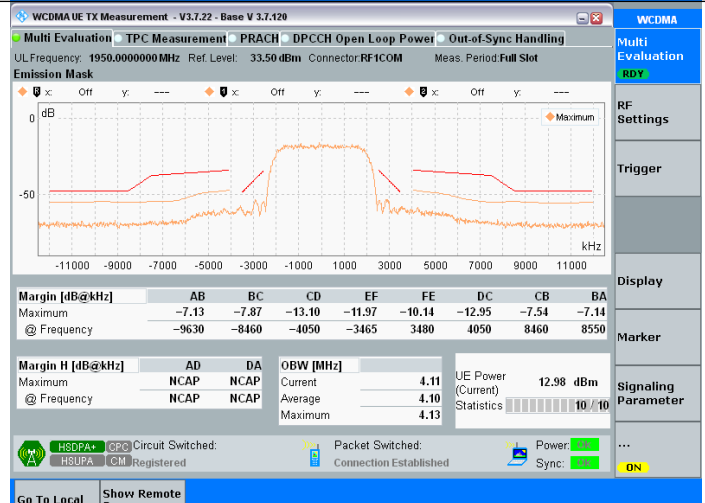 WCDMA UE TX Measurement - V3.7.22 - Base V 3.7.120
WCDMA
Multi Evaluation TPC Measurement PRACH DPCCH Open Loop Power Out-of-Sync Handling
Multi Evaluation
RDY
UL Frequency: 1950.0000000 MHz Ref. Level: 33.50 dBm Connector:RF1COM Meas. Period:Full Slot
Emission Mask
x: Off y: --- x: Off y: --- x: Off y: ---
RF Settings
dB
Maximum
0
Trigger
-50
kHz
-11000 -9000 -7000 -5000 -3000 -1000 1000 3000 5000 7000 9000 11000
Display
Margin [dB@kHz] AB BC CD EF FE DC CB BA
Maximum -7.13 -7.87 -13.10 -11.97 -10.14 -12.95 -7.54 -7.14
@ Frequency -9630 -8460 -4050 -3465 3480 4050 8460 8550
Marker
Margin H [dB@kHz] AD DA OBW [MHz]
Maximum NCAP NCAP Current 4.11 UE Power (Current) 12.98 dBm
@ Frequency NCAP NCAP Average 4.10 Statistics 10 / 10
Maximum 4.13
Signaling Parameter
HSDPA+ CPC Circuit Switched: Packet Switched: Power: OK
HSUPA CM Registered Connection Established Sync: OK
...
ON
Go To Local Show Remote